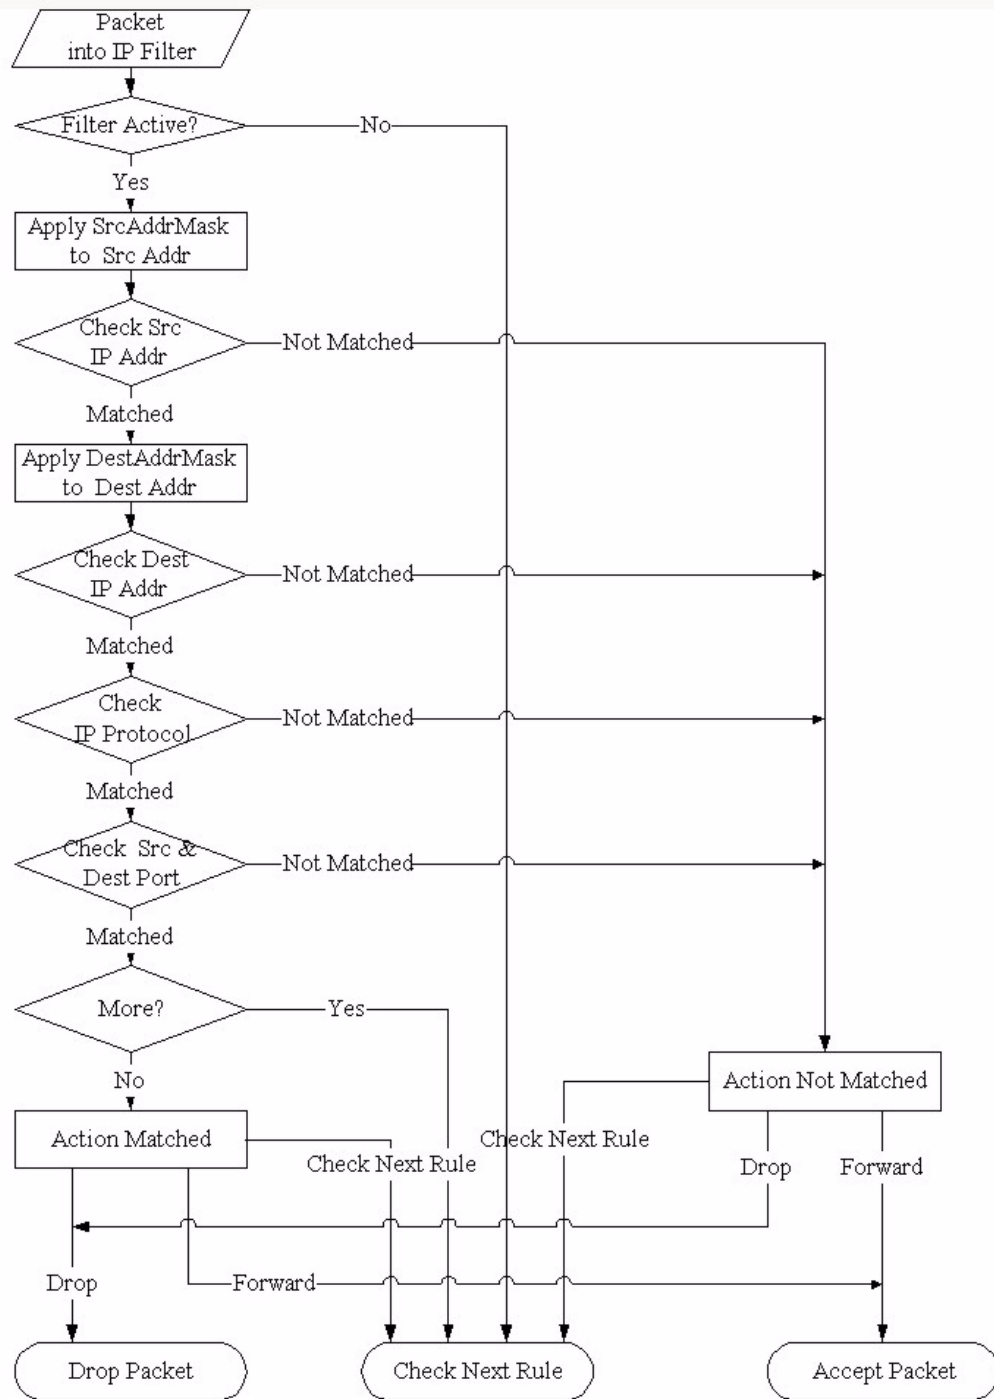 Packet
into IP Filter
Filter Active?
No
Yes
Apply SrcAddrMask
to Src Addr
Check Src
IP Addr
Not Matched
Matched
Apply DestAddrMask
to Dest Addr
Check Dest
IP Addr
Not Matched
Matched
Check
IP Protocol
Not Matched
Matched
Check Src &
Dest Port
Not Matched
Matched
More?
Yes
No
Action Not Matched
Action Matched
Check Next Rule
Check Next Rule
Drop
Forward
Drop
Forward
Drop Packet
Check Next Rule
Accept Packet